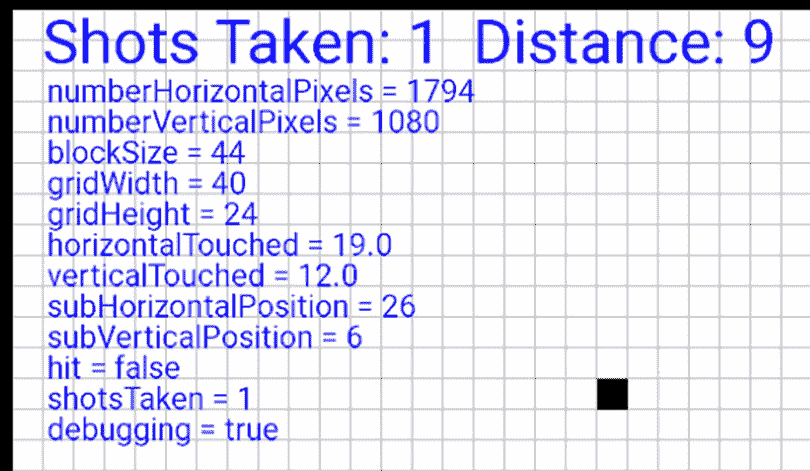 Shots Taken: 1 Distance: 9
numberHorizontalPixels = 1794
numberVerticalPixels = 1080
blockSize = 44
gridWidth = 40
gridHeight = 24
horizontalTouched = 19.0
verticalTouched = 12.0
subHorizontalPosition = 26
subVerticalPosition = 6
hit = false
shotsTaken = 1
debugging = true